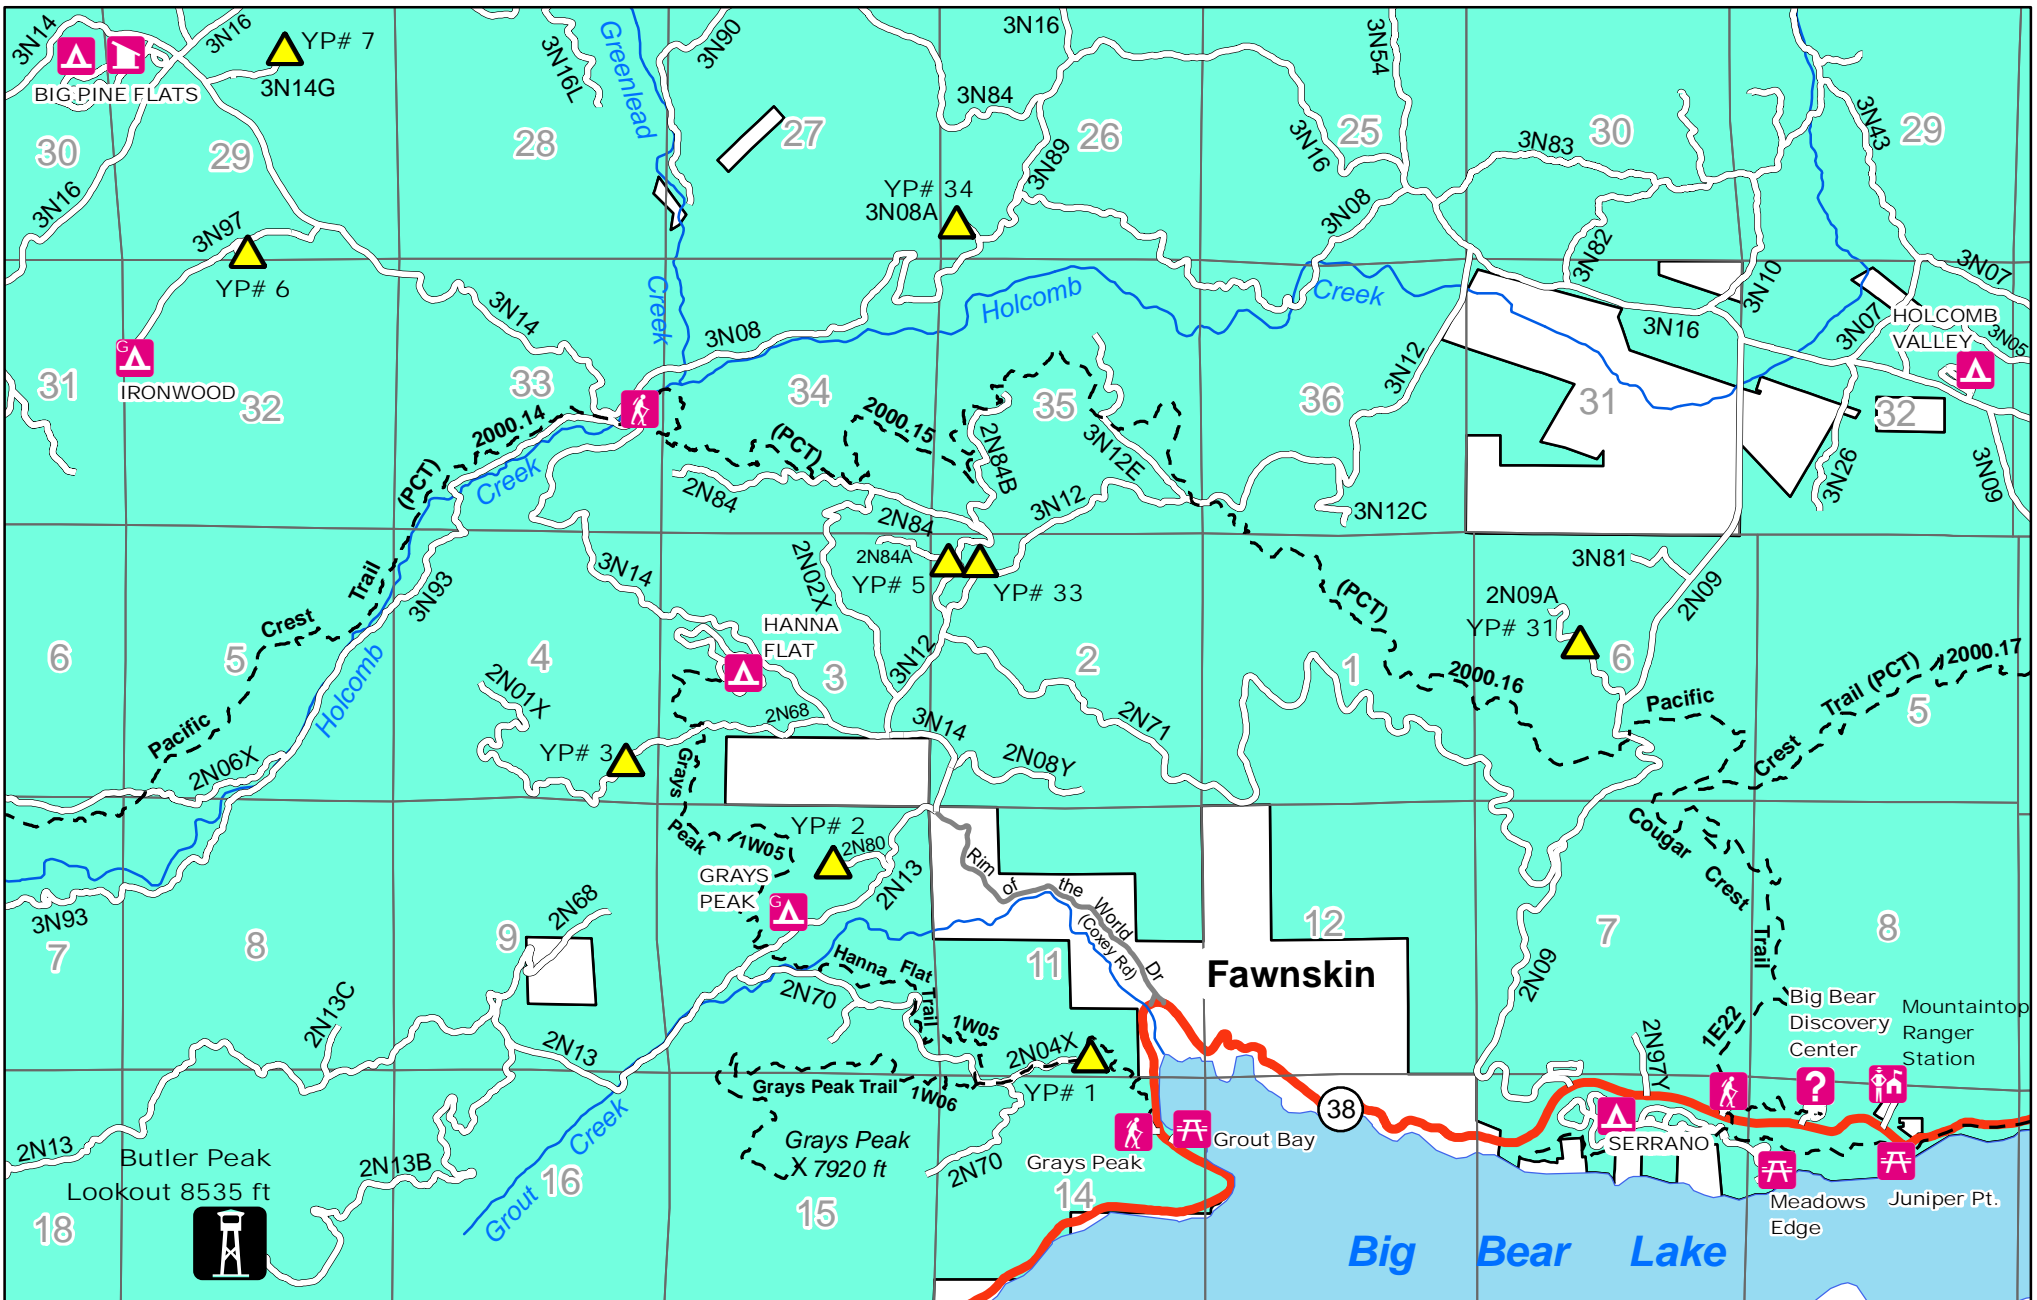 3N14
3N16
YP# 7
3N14G
BIG PINE FLATS
3N16L
Greenlead
3N90
3N16
3N84
3N54
3N16
3N83
3N43
30
29
28
27
26
25
30
29
3N16
3N97
3N89
YP# 34
3N08A
3N08
3N82
YP# 6
3N14
Creek
3N08
Holcomb
Creek
3N10
3N07
3N16
3N07
HOLCOMB
VALLEY
3N05
G
IRONWOOD
31
32
33
34
35
36
31
32
3N12
2000.14
(PCT)
Creek
(PCT)
2000.15
2N84B
3N12E
2N84
2N84
3N12
3N12C
3N26
3N09
Trail
Crest
3N93
3N14
2N02X
2N84A
YP# 5
YP# 33
(PCT)
3N81
2N09A
YP# 31
2N09
6
5
4
HANNA
FLAT
3
3N12
2
1
6
5
Pacific
Holcomb
2N01X
2N68
3N14
2N71
2000.16
Pacific
Trail (PCT)
2000.17
2N06X
YP# 3
Grays
2N08Y
Crest
Peak
1W05
YP# 2
2N80
Cougar
Crest
Trail
GRAYS
PEAK
G
2N13
Rim of the World Dr
(Coxey Rd)
3N93
7
8
9
2N68
11
12
7
8
Fawnskin
2N13C
2N13
Hanna Flat
Trail
2N70
1W05
2N04X
YP# 1
2N09
2N97Y
1E22
Big Bear
Discovery
Center
Mountaintop
Ranger
Station
?
Grays Peak Trail
1W06
38
2N13
Butler Peak
Lookout 8535 ft
2N13B
Grout Creek
Grays Peak
X 7920 ft
2N70
Grays Peak
Grout Bay
SERRANO
Meadows
Edge
Juniper Pt.
18
16
15
14
Big Bear Lake